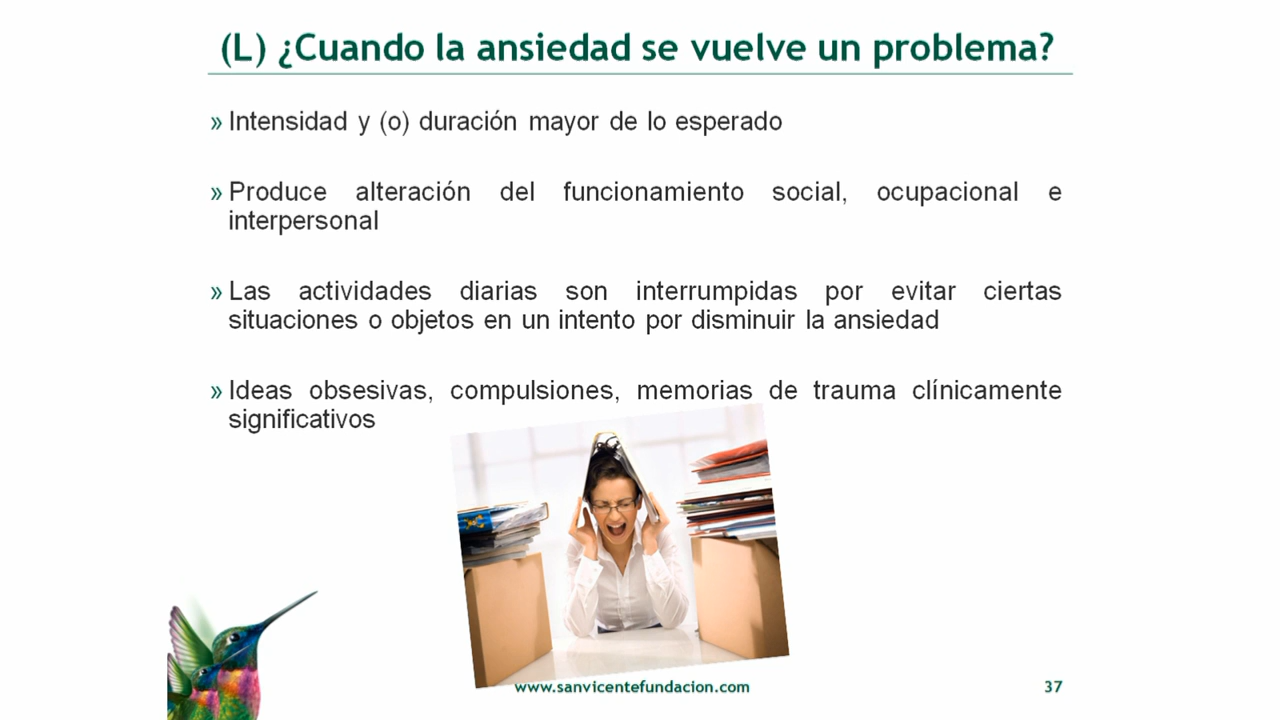 (L) ¿Cuando la ansiedad se vuelve un problema?
» Intensidad y (o) duración mayor de lo esperado
» Produce alteración del funcionamiento social, ocupacional e
interpersonal
» Las actividades diarias son interrumpidas por evitar ciertas
situaciones o objetos en un intento por disminuir la ansiedad
» Ideas obsesivas, compulsiones, memorias de trauma clínicamente
significativos
www.sanvicentefundacion.com
37